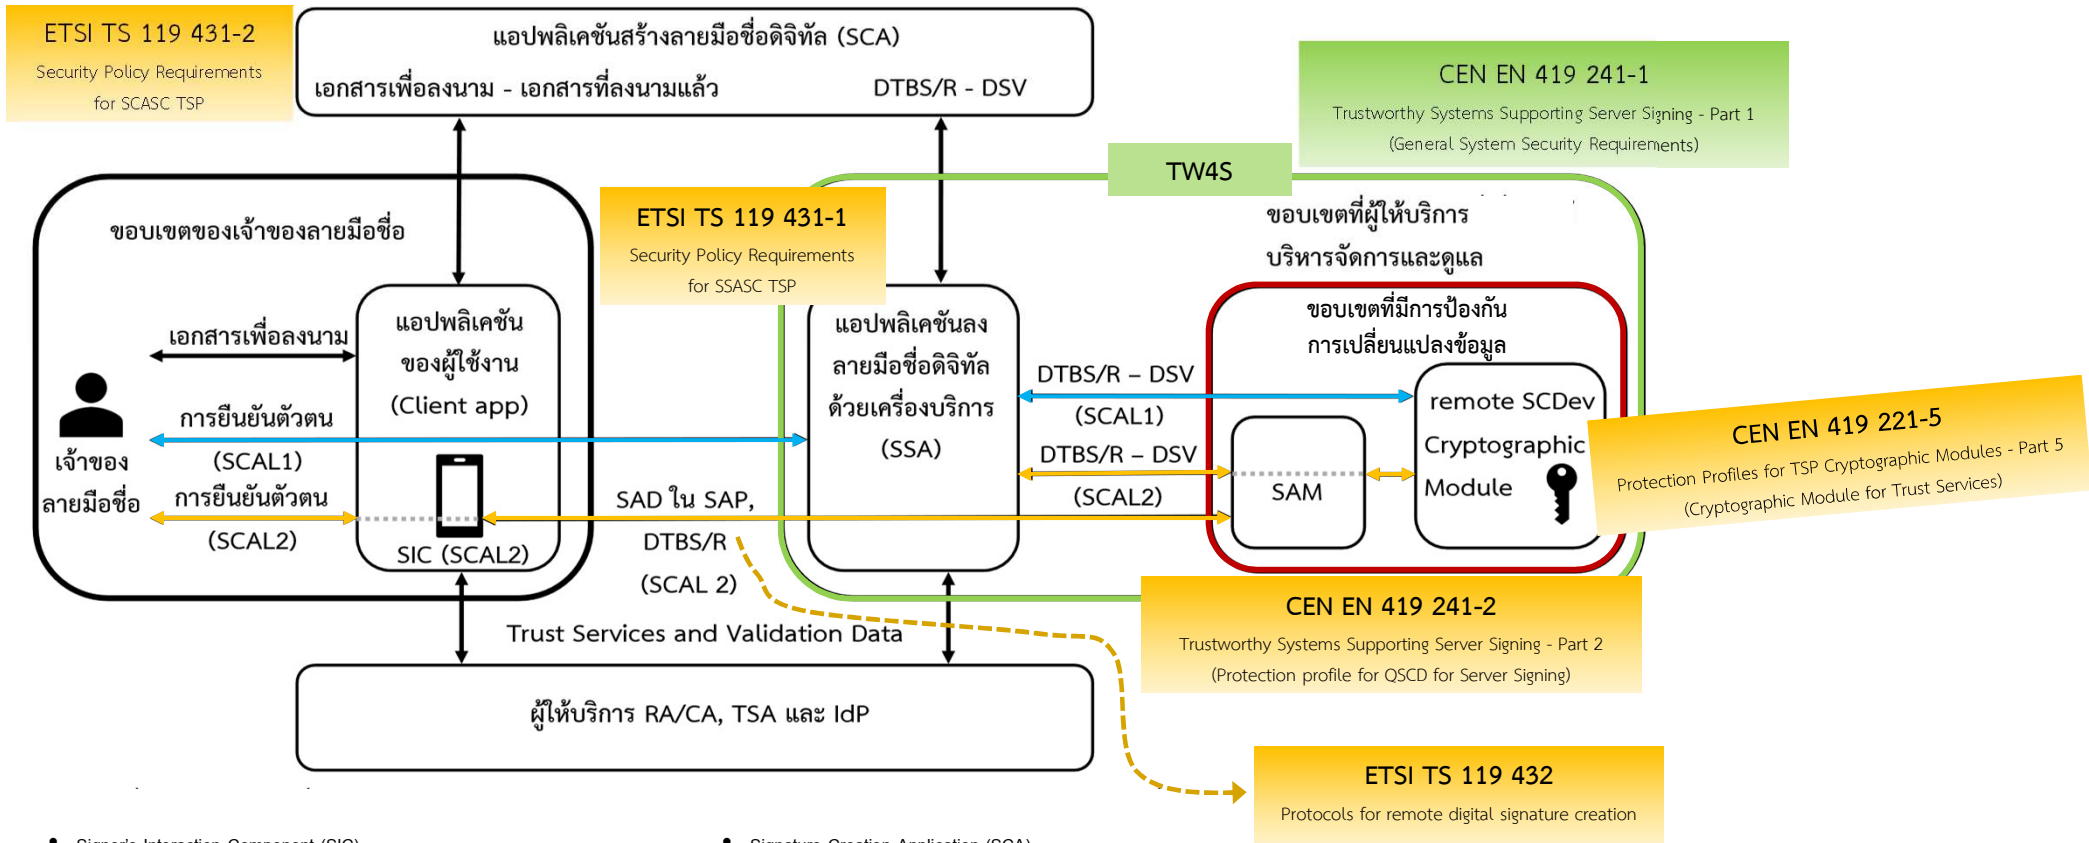 ETSI TS 119 431-2
Security Policy Requirements
for SCASC TSP
แอปพลิเคชันสร้างลายมือชื่อดิจิทัล (SCA)
เอกสารเพื่อลงนาม - เอกสารที่ลงนามแล้ว
DTBS/R - DSV
CEN EN 419 241-1
Trustworthy Systems Supporting Server Signing - Part 1
(General System Security Requirements)
TW4S
ขอบเขตของเจ้าของลายมือชื่อ
ETSI TS 119 431-1
Security Policy Requirements
for SSASC TSP
ขอบเขตที่ผู้ให้บริการ
บริหารจัดการและดูแล
ขอบเขตที่มีการป้องกัน
การเปลี่ยนแปลงข้อมูล
เอกสารเพื่อลงนาม
แอปพลิเคชัน
ของผู้ใช้งาน
(Client app)
แอปพลิเคชันลง
ลายมือชื่อดิจิทัล
ด้วยเครื่องบริการ
(SSA)
การยืนยันตัวตน
(SCAL1)
การยืนยันตัวตน
(SCAL2)
เจ้าของ
ลายมือชื่อ
SIC (SCAL2)
SAD ใน SAP,
DTBS/R
(SCAL 2)
DTBS/R – DSV
(SCAL1)
DTBS/R – DSV
(SCAL2)
SAM
remote SCDev
Cryptographic
Module
CEN EN 419 221-5
Protection Profiles for TSP Cryptographic Modules - Part 5
(Cryptographic Module for Trust Services)
CEN EN 419 241-2
Trustworthy Systems Supporting Server Signing - Part 2
(Protection profile for QSCD for Server Signing)
Trust Services and Validation Data
ผู้ให้บริการ RA/CA, TSA และ IdP
ETSI TS 119 432
Protocols for remote digital signature creation
• Signer's Interaction Component (SIC)
• Signature Creation Application (SCA)